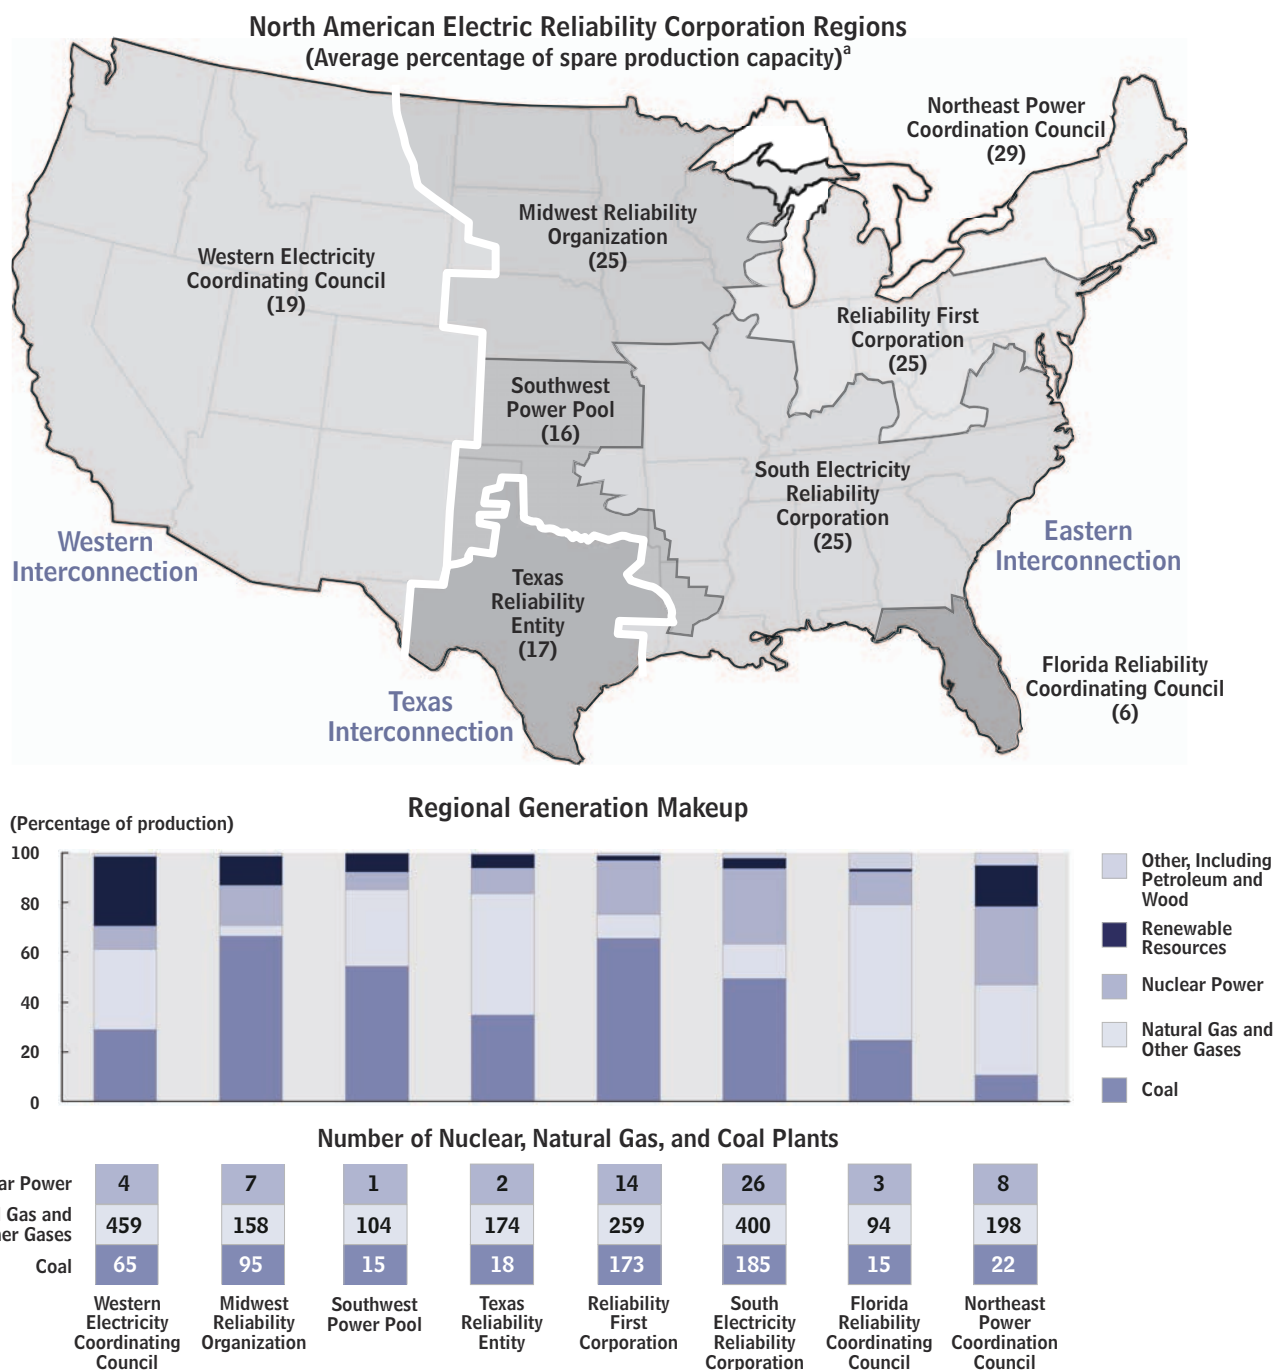 North American Electric Reliability Corporation Regions
(Average percentage of spare production capacity)a
Northeast Power
Coordination Council
(29)
Midwest Reliability
Organization
(25)
Western Electricity
Coordinating Council
(19)
Reliability First
Corporation
(25)
Southwest
Power Pool
(16)
South Electricity
Reliability
Corporation
(25)
Western
Interconnection
Eastern
Interconnection
Texas
Reliability
Entity
(17)
Florida Reliability
Coordinating Council
(6)
Texas
Interconnection
Regional Generation Makeup
(Percentage of production)
100
80
60
40
20
0
Other, Including
Petroleum and
Wood
Renewable
Resources
Nuclear Power
Natural Gas and
Other Gases
Coal
Number of Nuclear, Natural Gas, and Coal Plants
ar Power 4 7 1 2 14 26 3 8
Gas and
er Gases 459 158 104 174 259 400 94 198
Coal 65 95 15 18 173 185 15 22
Western
Electricity
Coordinating
Council
Midwest
Reliability
Organization
Southwest
Power Pool
Texas
Reliability
Entity
Reliability
First
Corporation
South
Electricity
Reliability
Corporation
Florida
Reliability
Coordinating
Council
Northeast
Power
Coordination
Council